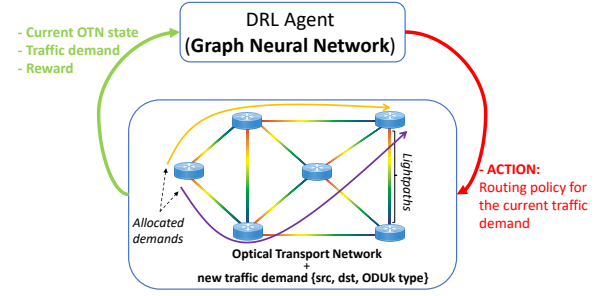 DRL Agent
(Graph Neural Network)
- Current OTN state
- Traffic demand
- Reward
Lightpaths
- ACTION:
Routing policy for
the current traffic
demand
Allocated
demands
Optical Transport Network
+
new traffic demand {src, dst, ODUk type}